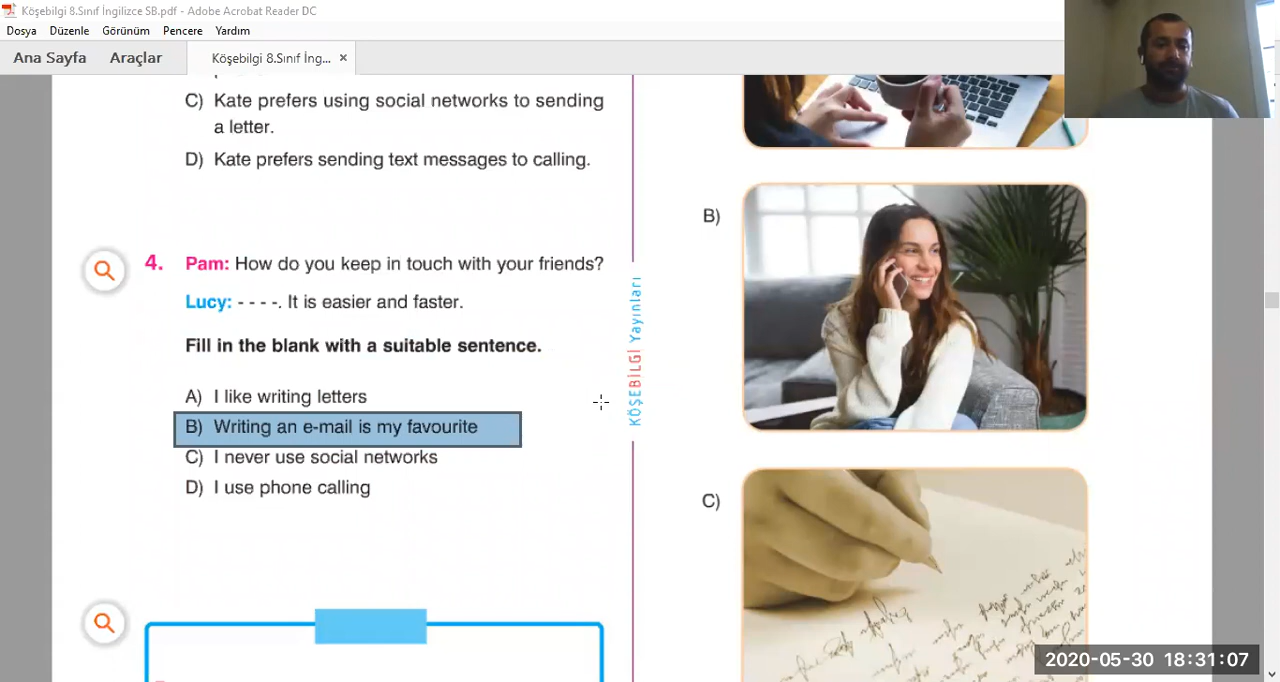 Köşebilgi 8.Sınıf İngilizce SB.pdf - Adobe Acrobat Reader DC
Dosya Düzenle Görünüm Pencere Yardım
Ana Sayfa Araçlar Köşebilgi 8.Sınıf İng... ×
C) Kate prefers using social networks to sending
a letter.
D) Kate prefers sending text messages to calling.
4. Pam: How do you keep in touch with your friends?
Lucy: - - - -. It is easier and faster.
Fill in the blank with a suitable sentence.
A) I like writing letters
B) Writing an e-mail is my favourite
C) I never use social networks
D) I use phone calling
KÖŞEBİLGİ Yayınları
B)
C)
2020-05-30 18:31:07